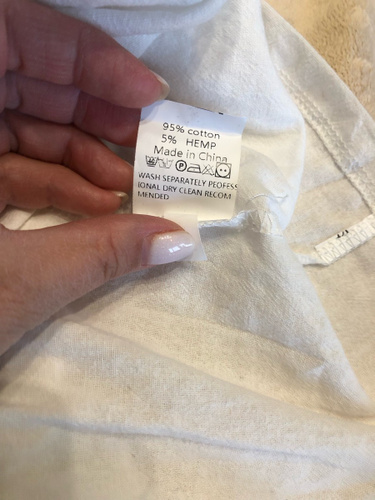 95% cotton
5% HEMP
Made in China
P
WASH SEPARATELY PEOFESS
IONAL DRY CLEAN RECOM
MENDED